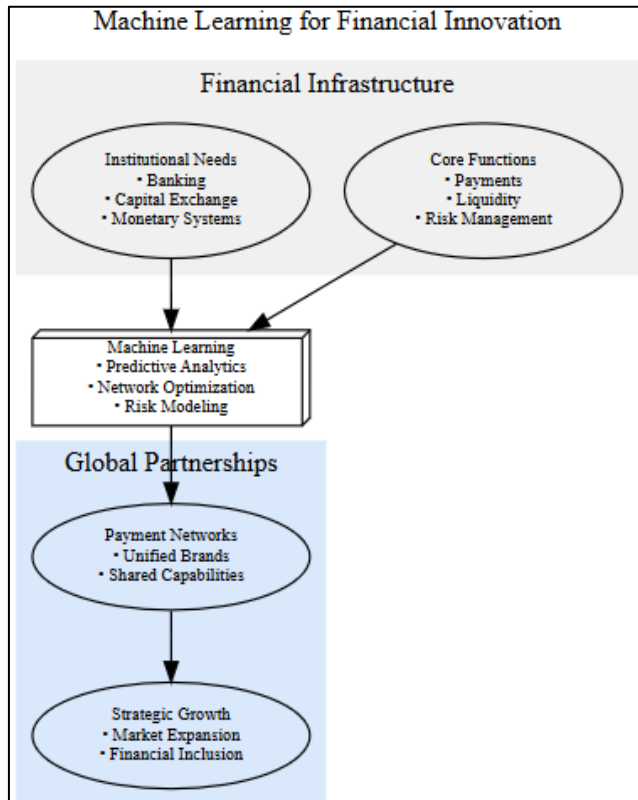 Machine Learning for Financial Innovation
Financial Infrastructure
Institutional Needs
▪ Banking
▪ Capital Exchange
▪ Monetary Systems
Core Functions
▪ Payments
▪ Liquidity
▪ Risk Management
Machine Learning
▪ Predictive Analytics
▪ Network Optimization
▪ Risk Modeling
Global Partnerships
Payment Networks
▪ Unified Brands
▪ Shared Capabilities
Strategic Growth
▪ Market Expansion
▪ Financial Inclusion